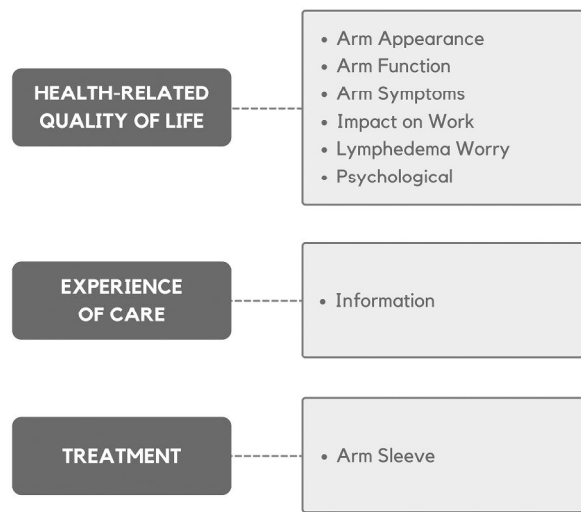 HEALTH-RELATED
QUALITY OF LIFE
• Arm Appearance
• Arm Function
• Arm Symptoms
• Impact on Work
• Lymphedema Worry
• Psychological
EXPERIENCE
OF CARE
• Information
TREATMENT
• Arm Sleeve